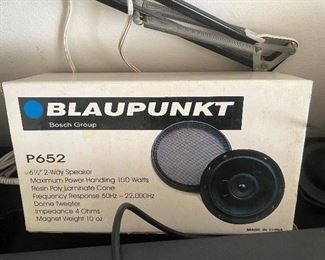 BLAUPUNKT
Bosch Group
P652
6½" 2-Way Speaker
Maximum Power Handling 100 Watts
Resin Poly Laminate Cone
Frequency Response 50Hz - 22,000Hz
Dome Tweeter
Impedance 4 Ohms
Magnet Weight 10 oz.
MADE IN CHINA